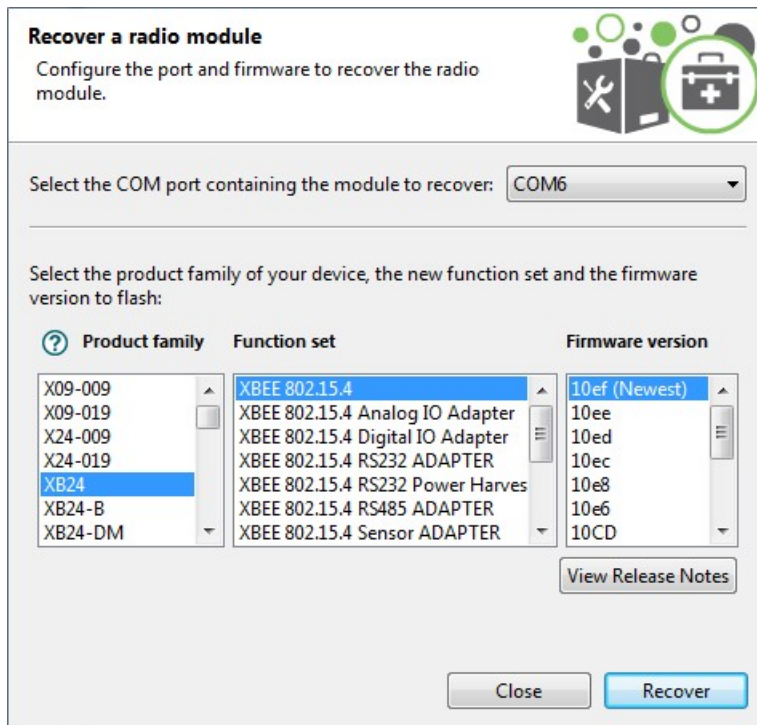 Recover a radio module
Configure the port and firmware to recover the radio
module.
Select the COM port containing the module to recover: COM6
Select the product family of your device, the new function set and the firmware
version to flash:
? Product family Function set Firmware version
X09-009 XBEE 802.15.4 10ef (Newest)
X09-019 XBEE 802.15.4 Analog IO Adapter 10ee
X24-009 XBEE 802.15.4 Digital IO Adapter 10ed
X24-019 XBEE 802.15.4 RS232 ADAPTER 10ec
XB24 XBEE 802.15.4 RS232 Power Harves 10e8
XB24-B XBEE 802.15.4 RS485 ADAPTER 10e6
XB24-DM XBEE 802.15.4 Sensor ADAPTER 10CD
View Release Notes
Close Recover